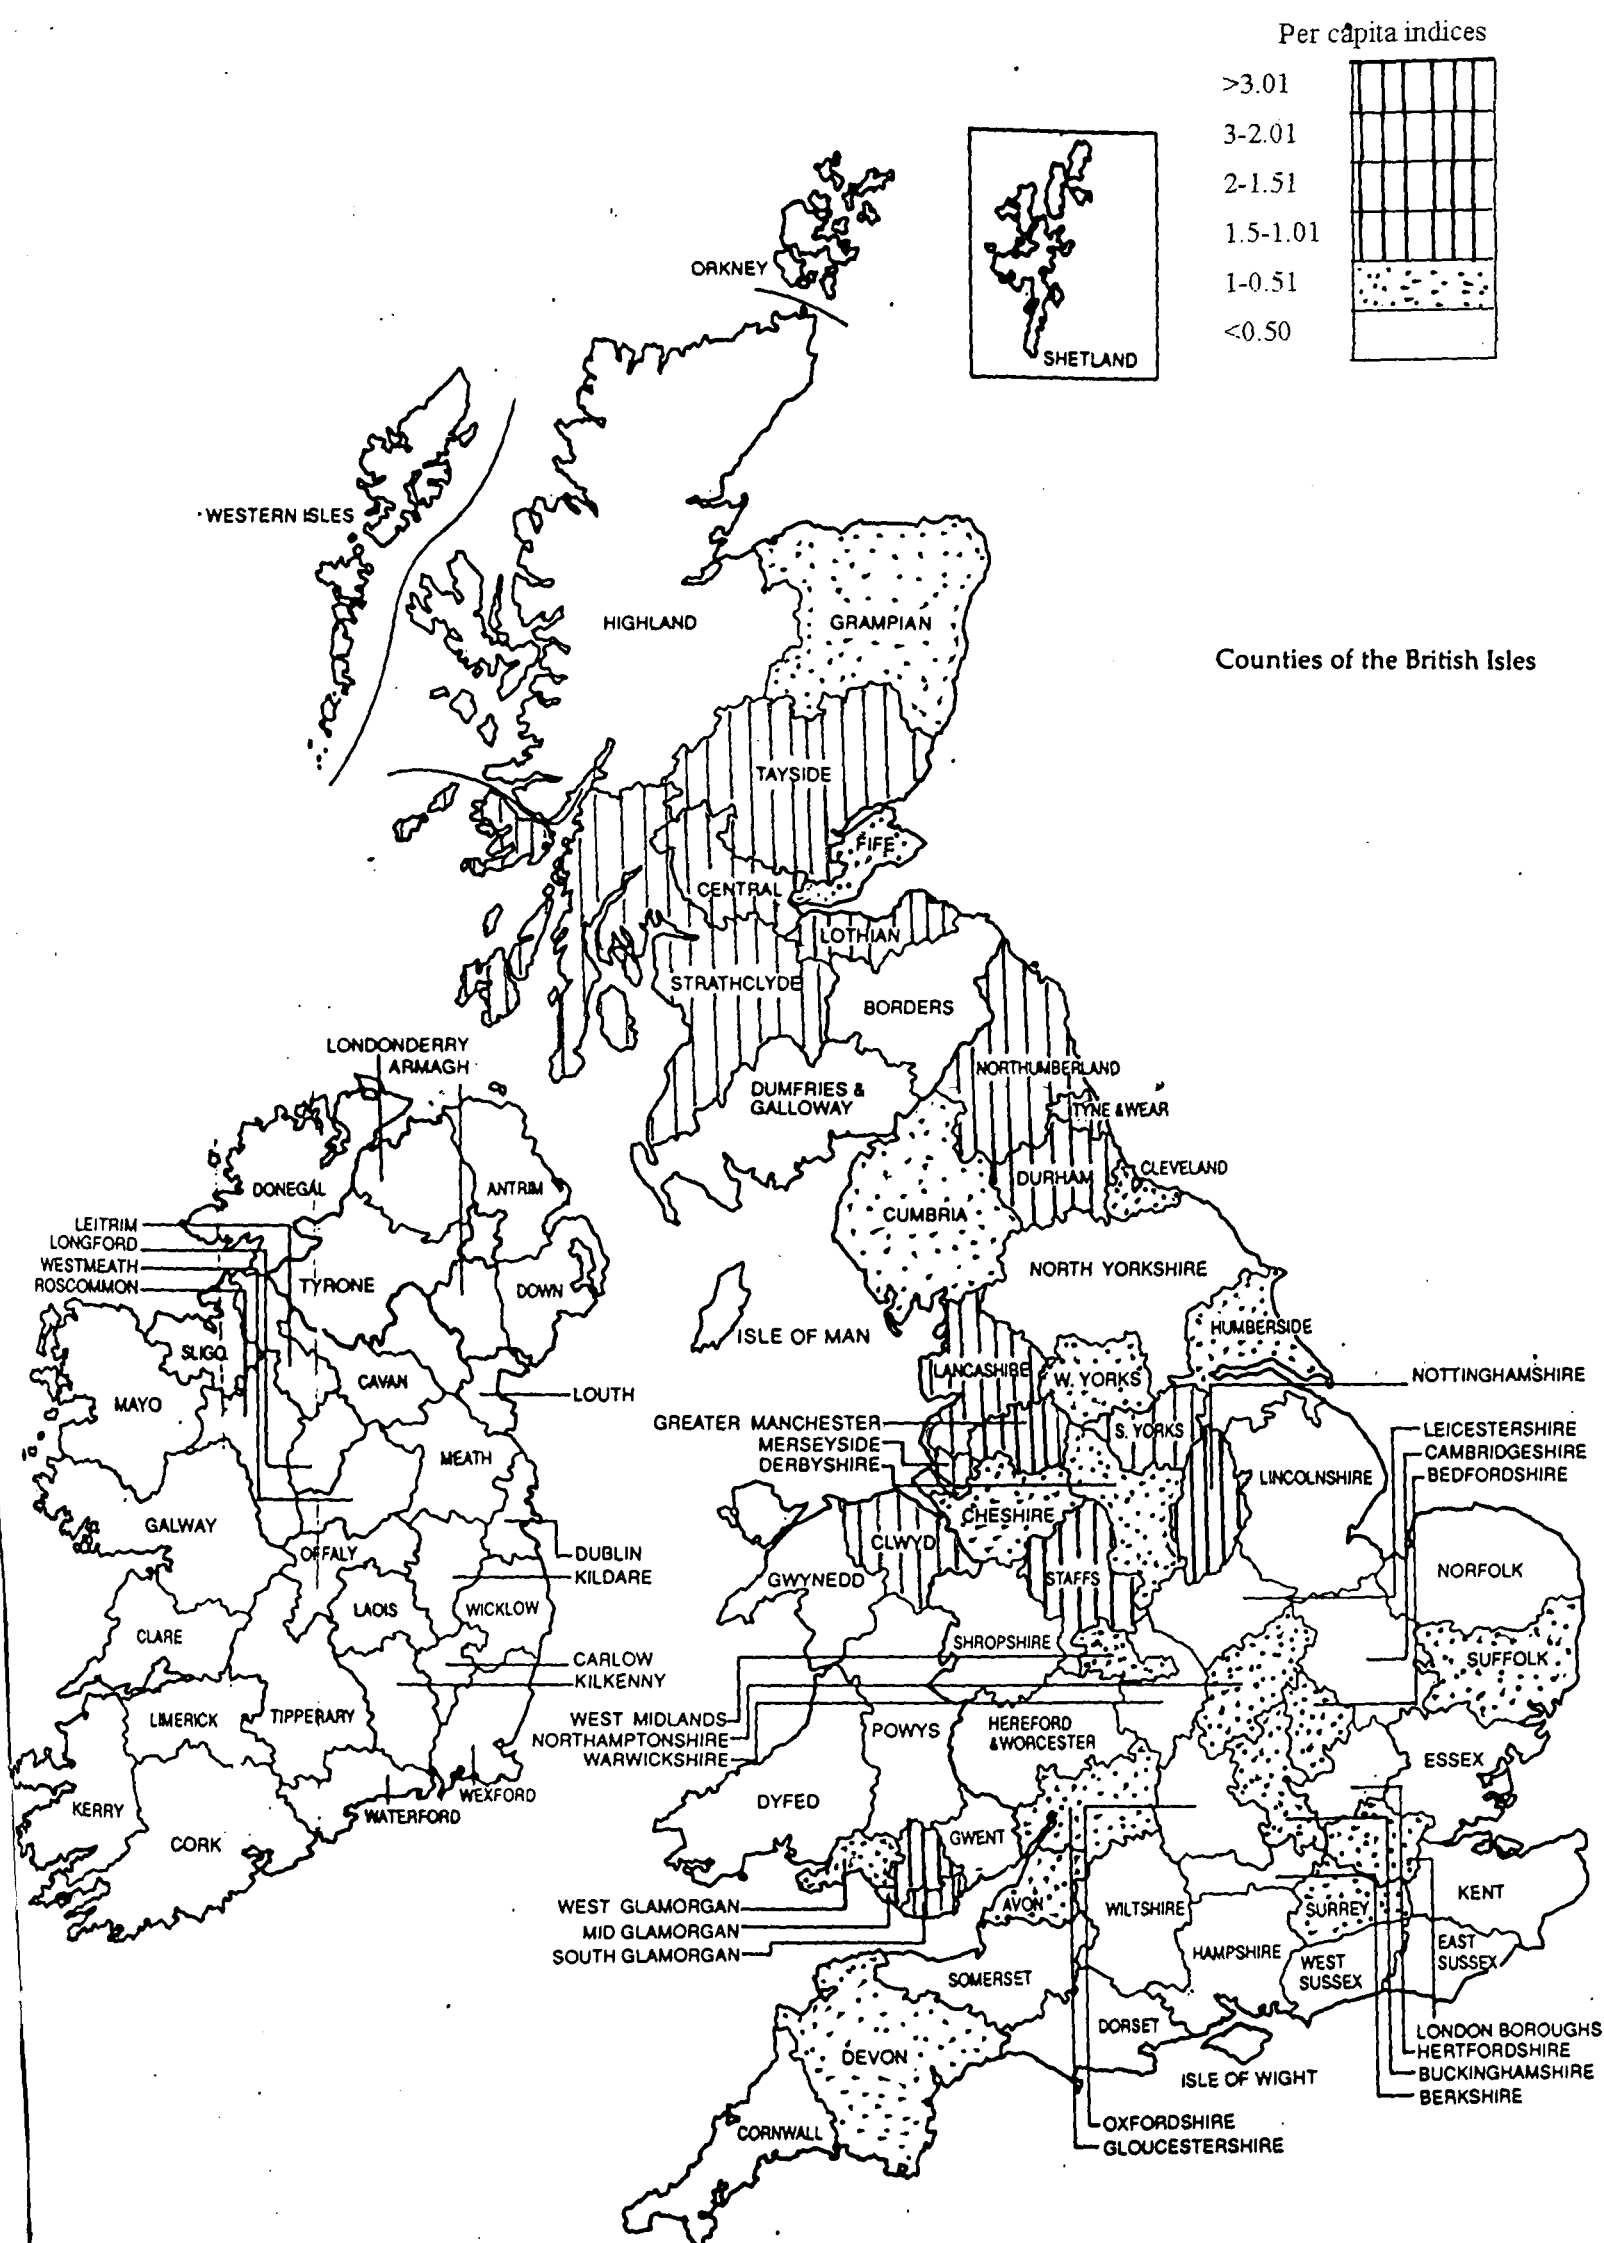 Per capita indices
>3.01
3-2.01
2-1.51
1.5-1.01
1-0.51
<0.50
SHETLAND
ORKNEY
WESTERN ISLES
HIGHLAND
GRAMPIAN
Counties of the British Isles
TAYSIDE
FIFE
CENTRAL
LOTHIAN
STRATHCLYDE
BORDERS
LONDONDERRY
ARMAGH
NORTHUMBERLAND
DUMFRIES &
GALLOWAY
TYNE & WEAR
CLEVELAND
DURHAM
DONEGAL
ANTRIM
CUMBRIA
LEITRIM
LONGFORD
WESTMEATH
ROSCOMMON
TYRONE
DOWN
NORTH YORKSHIRE
ISLE OF MAN
HUMBERSIDE
SLIGO
CAVAN
LANCASHIRE
W. YORKS
NOTTINGHAMSHIRE
MAYO
LOUTH
GREATER MANCHESTER
MERSEYSIDE
DERBYSHIRE
S. YORKS
LEICESTERSHIRE
CAMBRIDGESHIRE
BEDFORDSHIRE
MEATH
LINCOLNSHIRE
GALWAY
CHESHIRE
CLWYD
OFFALY
DUBLIN
KILDARE
GWYNEDD
STAFFS
NORFOLK
LAOIS
WICKLOW
CLARE
SHROPSHIRE
SUFFOLK
CARLOW
KILKENNY
LIMERICK
TIPPERARY
WEST MIDLANDS
NORTHAMPTONSHIRE
WARWICKSHIRE
POWYS
HEREFORD
& WORCESTER
ESSEX
KERRY
WATERFORD
WEXFORD
DYFED
CORK
GWENT
WEST GLAMORGAN
MID GLAMORGAN
SOUTH GLAMORGAN
AVON
WILTSHIRE
SURREY
KENT
HAMPSHIRE
WEST
SUSSEX
EAST
SUSSEX
SOMERSET
DORSET
DEVON
ISLE OF WIGHT
LONDON BOROUGHS
HERTFORDSHIRE
BUCKINGHAMSHIRE
BERKSHIRE
CORNWALL
OXFORDSHIRE
GLOUCESTERSHIRE